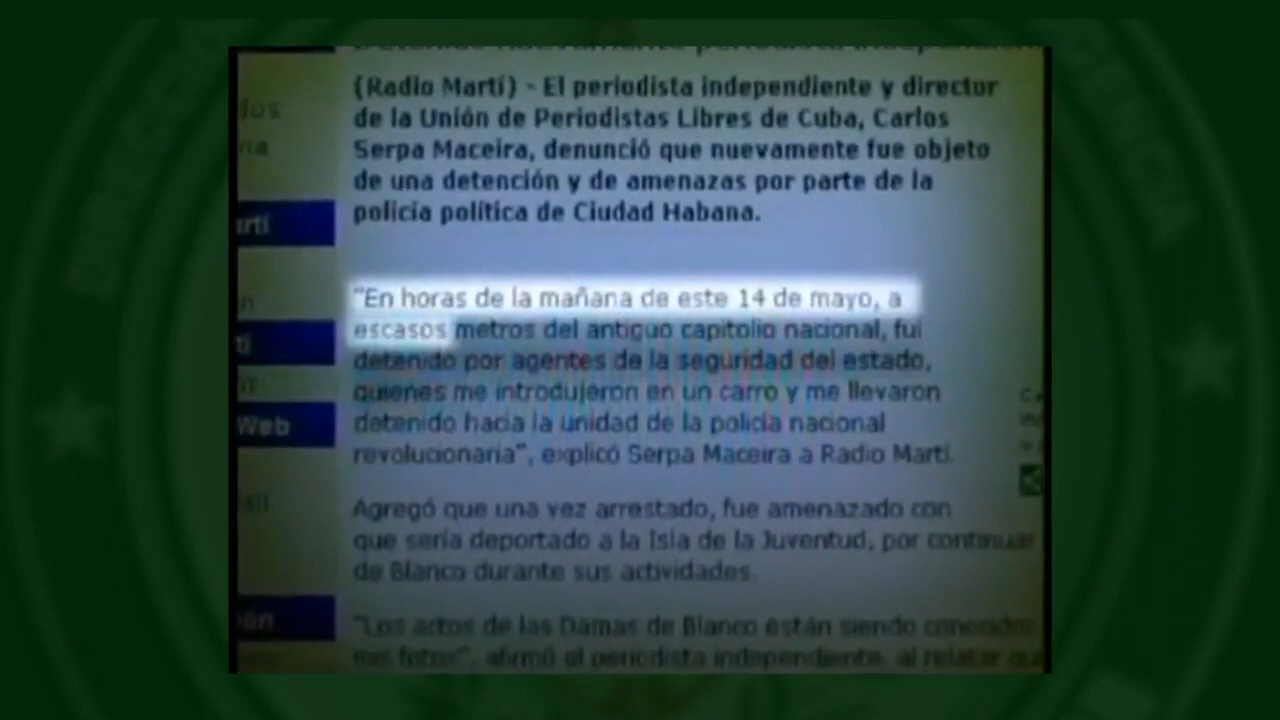 (Radio Martí) - El periodista independiente y director
de la Unión de Periodistas Libres de Cuba, Carlos
Serpa Maceira, denunció que nuevamente fue objeto
de una detención y de amenazas por parte de la
policía política de Ciudad Habana.
"En horas de la mañana de este 14 de mayo, a
escasos metros del antiguo capitolio nacional, fui
detenido por agentes de la seguridad del estado,
quienes me introdujeron en un carro y me llevaron
detenido hacia la unidad de la policía nacional
revolucionaria", explicó Serpa Maceira a Radio Martí.
Agregó que una vez arrestado, fue amenazado con
que sería deportado a la Isla de la Juventud, por continuar
de Blanco durante sus actividades.
"Los actos de las Damas de Blanco están siendo
mis fotos", afirmó el periodista independiente, al relatar
Web